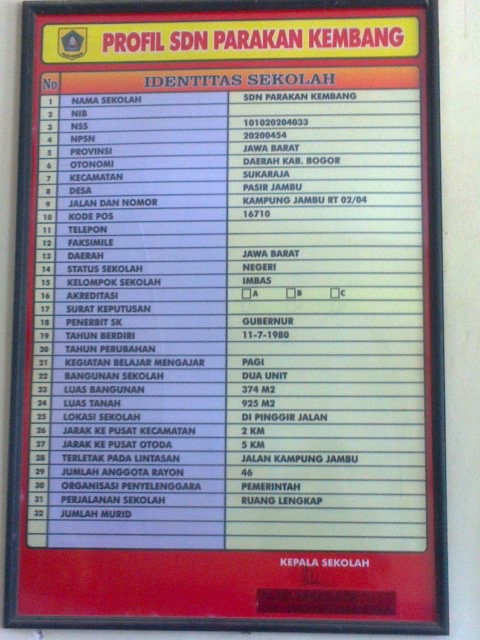 PROFIL SDN PARAKAN KEMBANG
No IDENTITAS SEKOLAH
1 NAMA SEKOLAH SDN PARAKAN KEMBANG
2 NIB
3 NSS 101020204033
4 NPSN 20200454
5 PROVINSI JAWA BARAT
6 OTONOMI DAERAH KAB. BOGOR
7 KECAMATAN SUKARAJA
8 DESA PASIR JAMBU
9 JALAN DAN NOMOR KAMPUNG JAMBU RT 02/04
10 KODE POS 16710
11 TELEPON
12 FAKSIMILE
13 DAERAH JAWA BARAT
14 STATUS SEKOLAH NEGERI
15 KELOMPOK SEKOLAH IMBAS
16 AKREDITASI A B C
17 SURAT KEPUTUSAN
18 PENERBIT SK GUBERNUR
19 TAHUN BERDIRI 11-7-1980
20 TAHUN PERUBAHAN
21 KEGIATAN BELAJAR MENGAJAR PAGI
22 BANGUNAN SEKOLAH DUA UNIT
23 LUAS BANGUNAN 374 M2
24 LUAS TANAH 925 M2
25 LOKASI SEKOLAH DI PINGGIR JALAN
26 JARAK KE PUSAT KECAMATAN 2 KM
27 JARAK KE PUSAT OTODA 5 KM
28 TERLETAK PADA LINTASAN JALAN KAMPUNG JAMBU
29 JUMLAH ANGGOTA RAYON 46
30 ORGANISASI PENYELENGGARA PEMERINTAH
31 PERJALANAN SEKOLAH RUANG LENGKAP
32 JUMLAH MURID
KEPALA SEKOLAH